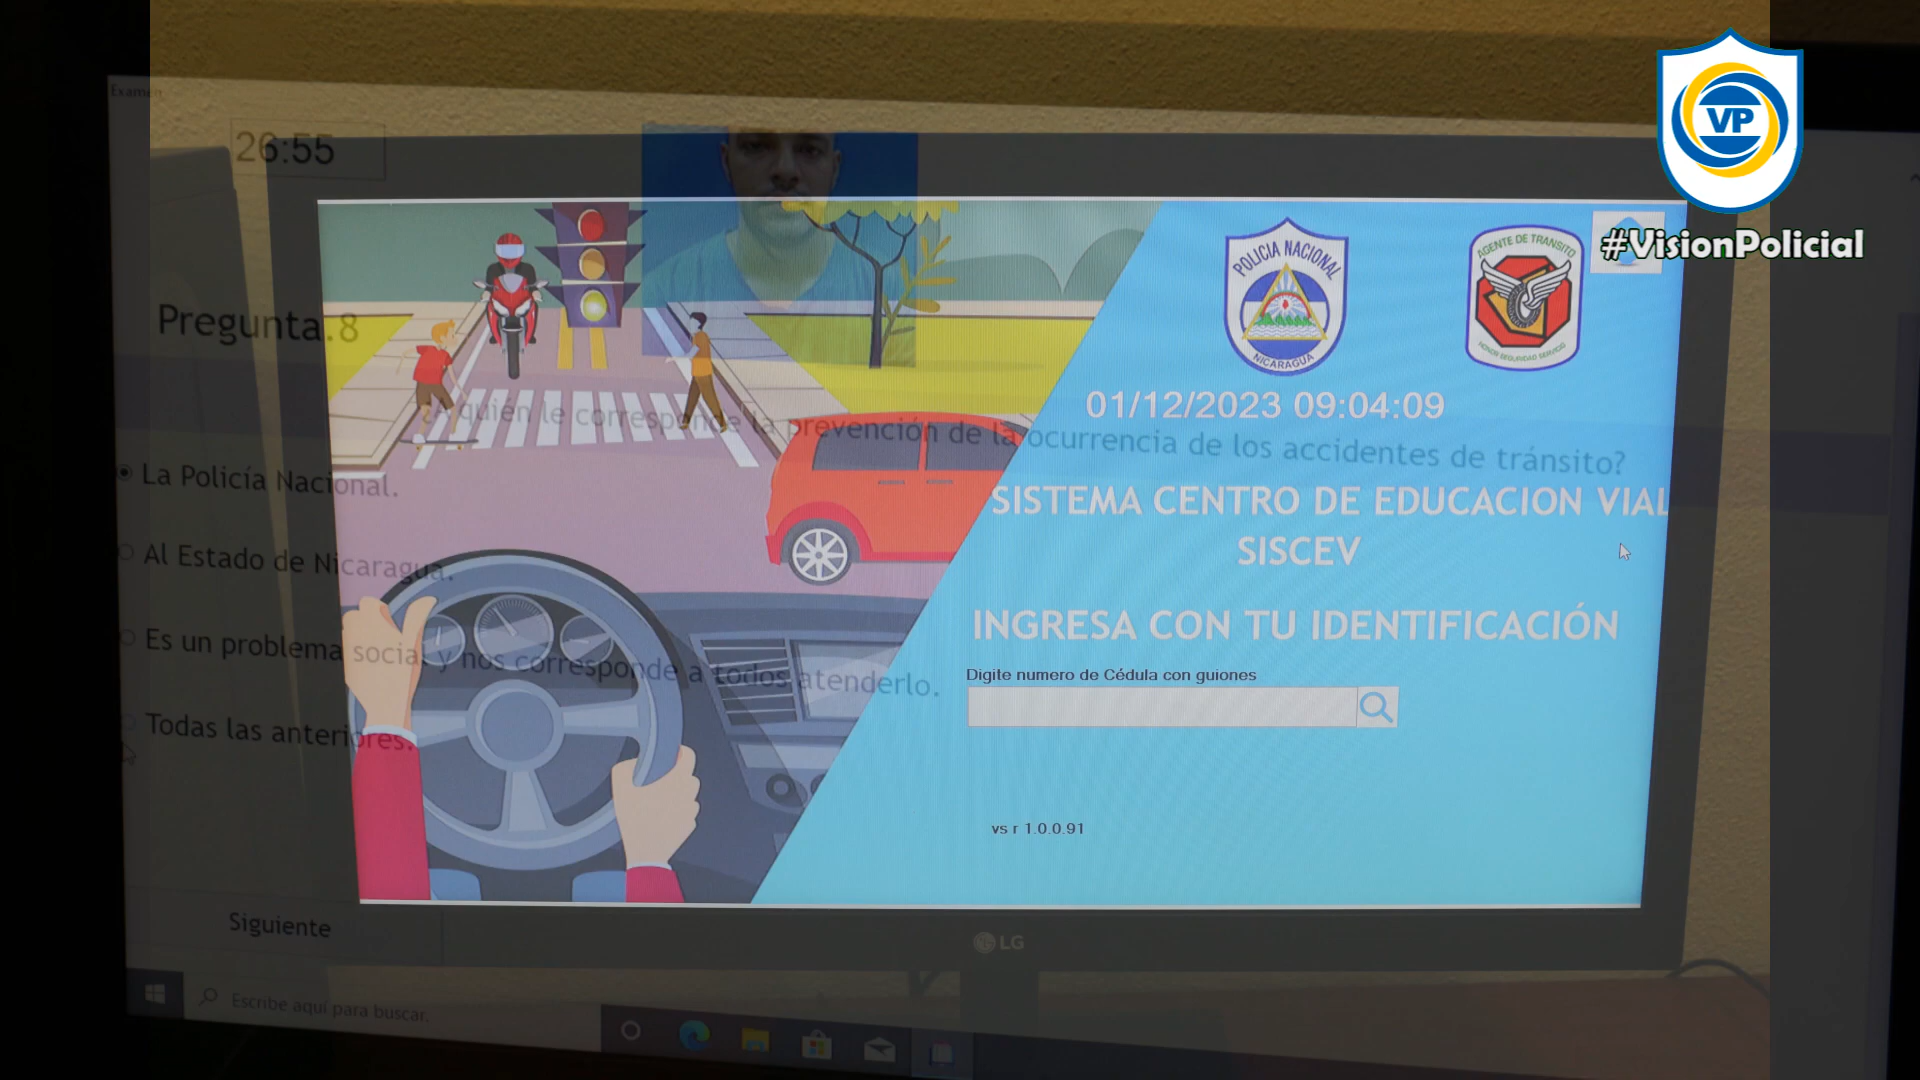 VP
#VisionPolicial
Examen
26:55
Pregunta.8
¿A quién le corresponde la prevención de la ocurrencia de los accidentes de tránsito?
La Policía Nacional.
Al Estado de Nicaragua.
Es un problema social y nos corresponde a todos atenderlo.
Todas las anteriores.
Siguiente
Escribe aquí para buscar.
POLICIA NACIONAL
NICARAGUA
AGENTE DE TRANSITO
HONOR SEGURIDAD SERVICIO
01/12/2023 09:04:09
SISTEMA CENTRO DE EDUCACION VIAL
SISCEV
INGRESA CON TU IDENTIFICACIÓN
Digite numero de Cédula con guiones
vs r 1.0.0.91
LG